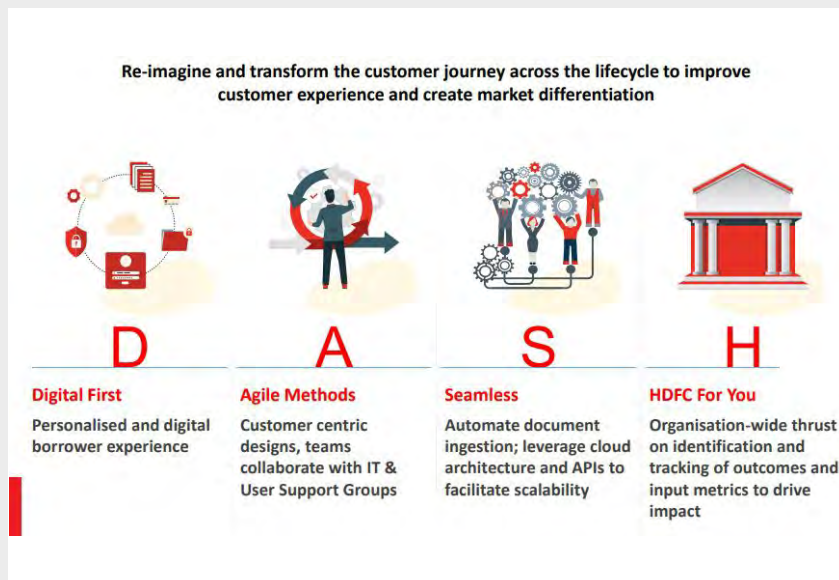 Re-imagine and transform the customer journey across the lifecycle to improve
customer experience and create market differentiation
D
A
S
H
Digital First
Personalised and digital
borrower experience
Agile Methods
Customer centric
designs, teams
collaborate with IT &
User Support Groups
Seamless
Automate document
ingestion; leverage cloud
architecture and APIs to
facilitate scalability
HDFC For You
Organisation-wide thrust
on identification and
tracking of outcomes and
input metrics to drive
impact